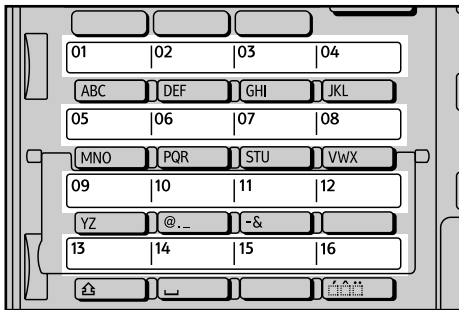 01 02 03 04
ABC DEF GHI JKL
05 06 07 08
MNO PQR STU VWX
09 10 11 12
YZ @._ -&
13 14 15 16
íîï